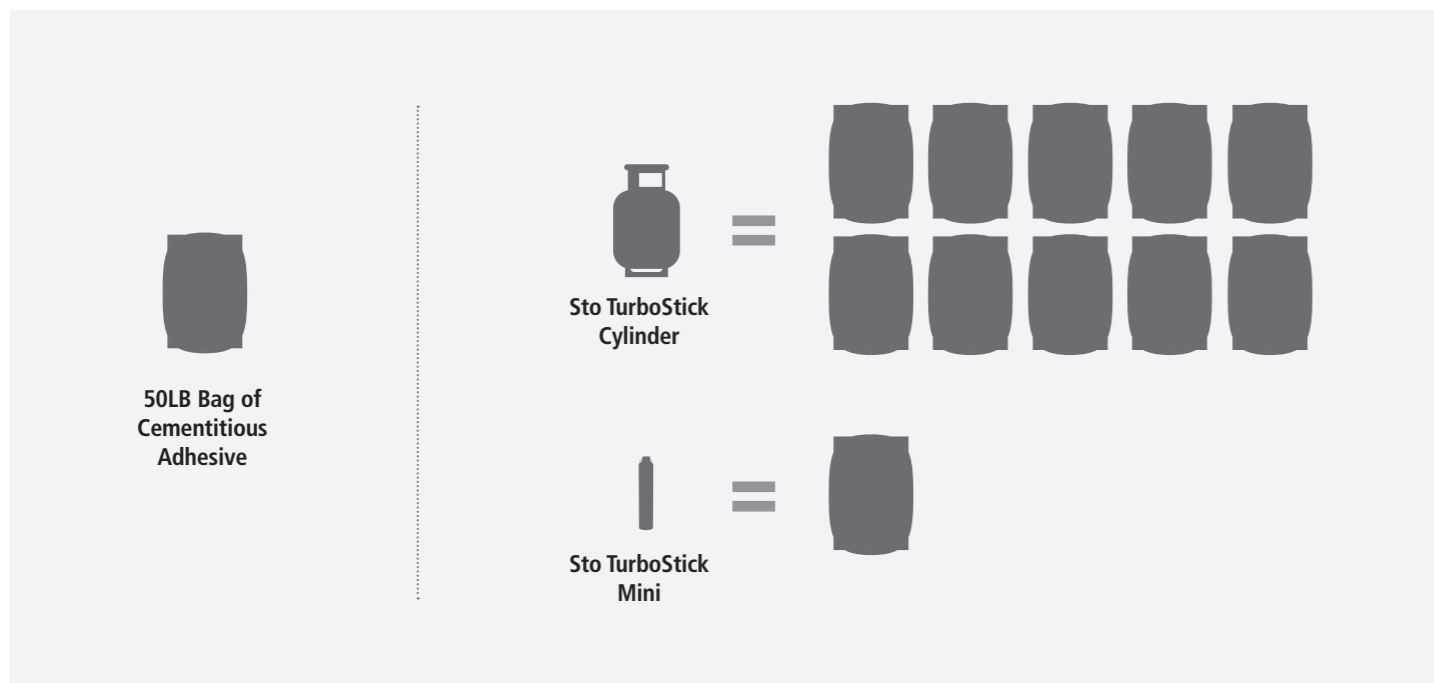 50LB Bag of
Cementitious
Adhesive
Sto TurboStick
Cylinder
=
Sto TurboStick
Mini
=